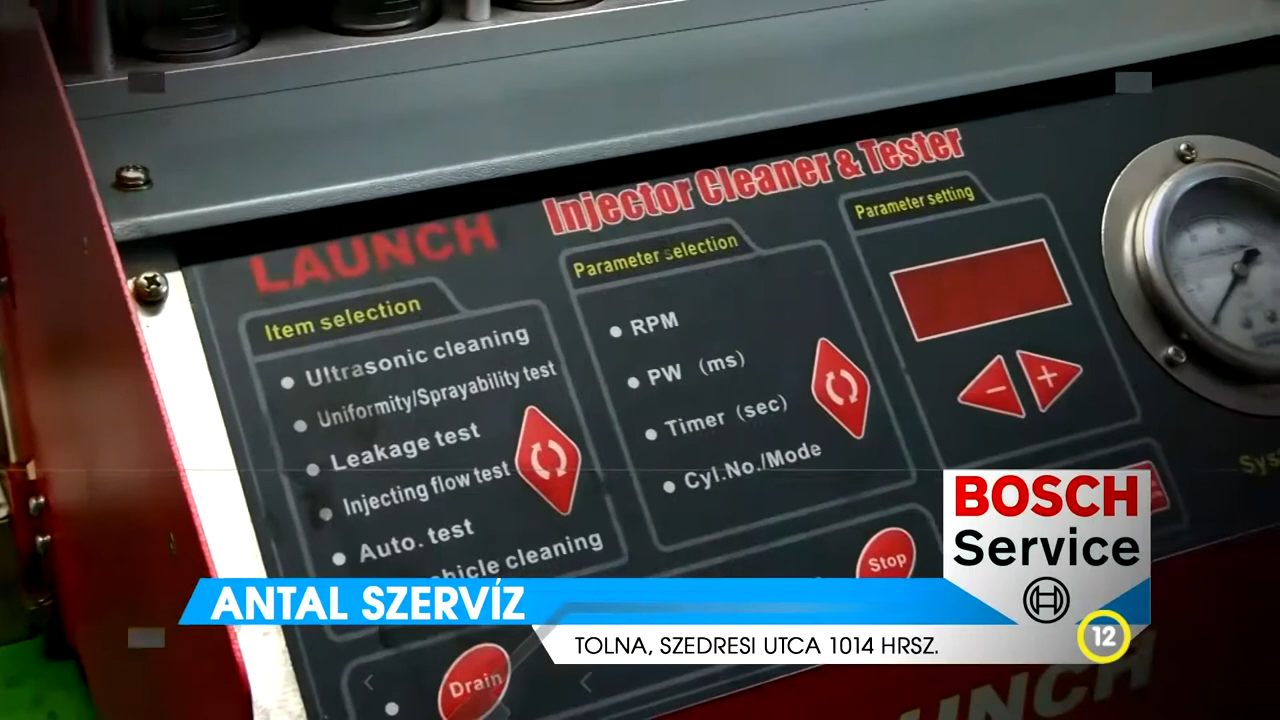 Injector Cleaner & Tester
LAUNCH
Item selection
Ultrasonic cleaning
Uniformity/Sprayability test
Leakage test
Injecting flow test
Auto. test
cleaning
Parameter selection
RPM
PW (ms)
Timer (sec)
Cyl.No./Mode
Parameter setting
Stop
Drain
BOSCH
Service
ANTAL SZERVÍZ
TOLNA, SZEDRESI UTCA 1014 HRSZ.
12